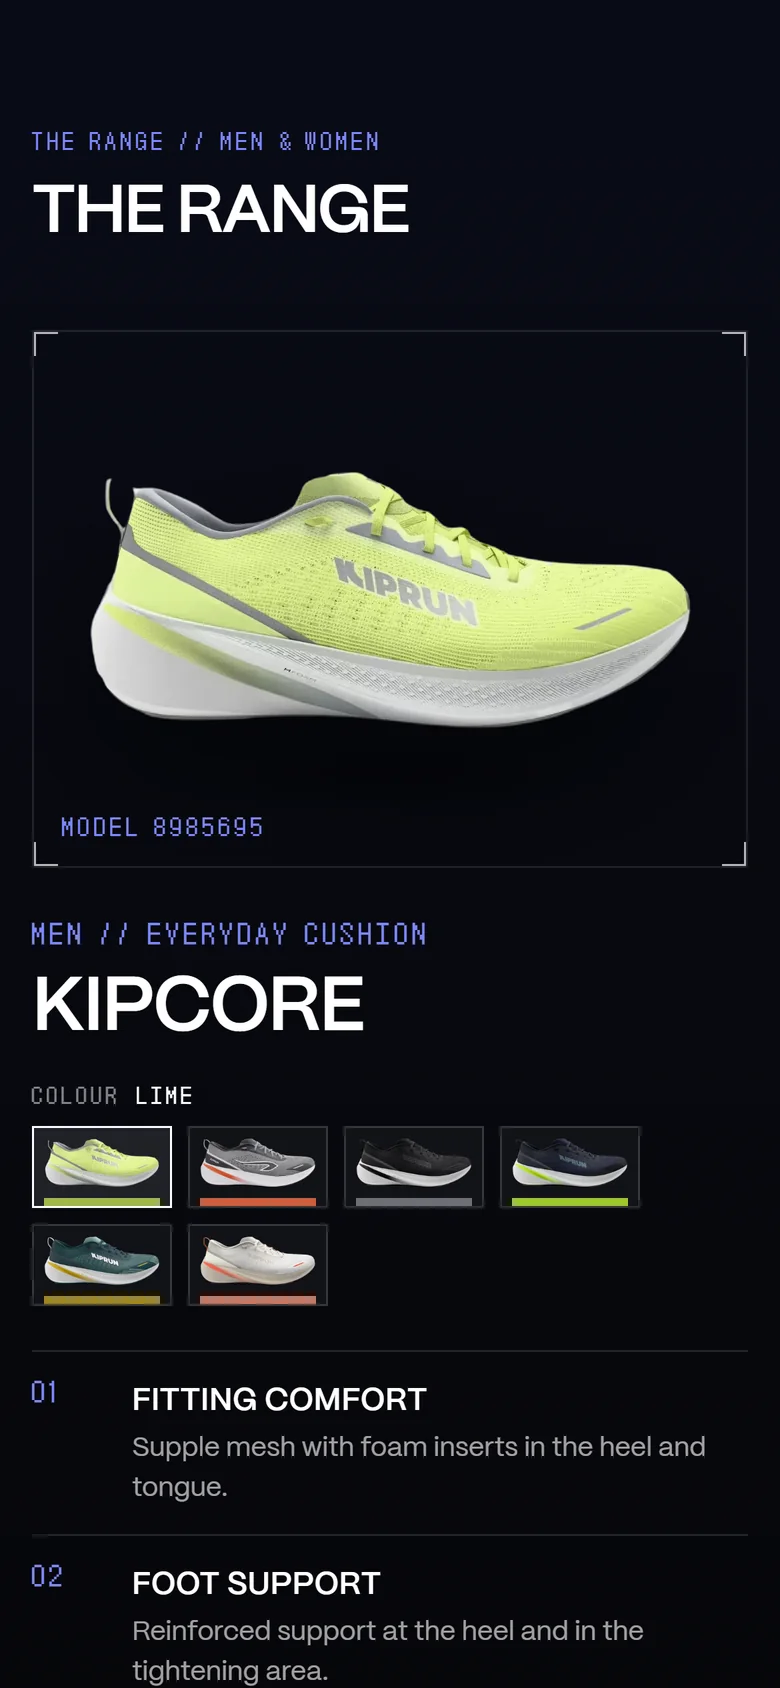 THE RANGE // MEN & WOMEN
THE RANGE
KIPRUN
MODEL 8985695
MEN // EVERYDAY CUSHION
KIPCORE
COLOUR LIME
KIPRUN
01
FITTING COMFORT
Supple mesh with foam inserts in the heel and
tongue.
02
FOOT SUPPORT
Reinforced support at the heel and in the
tightening area.